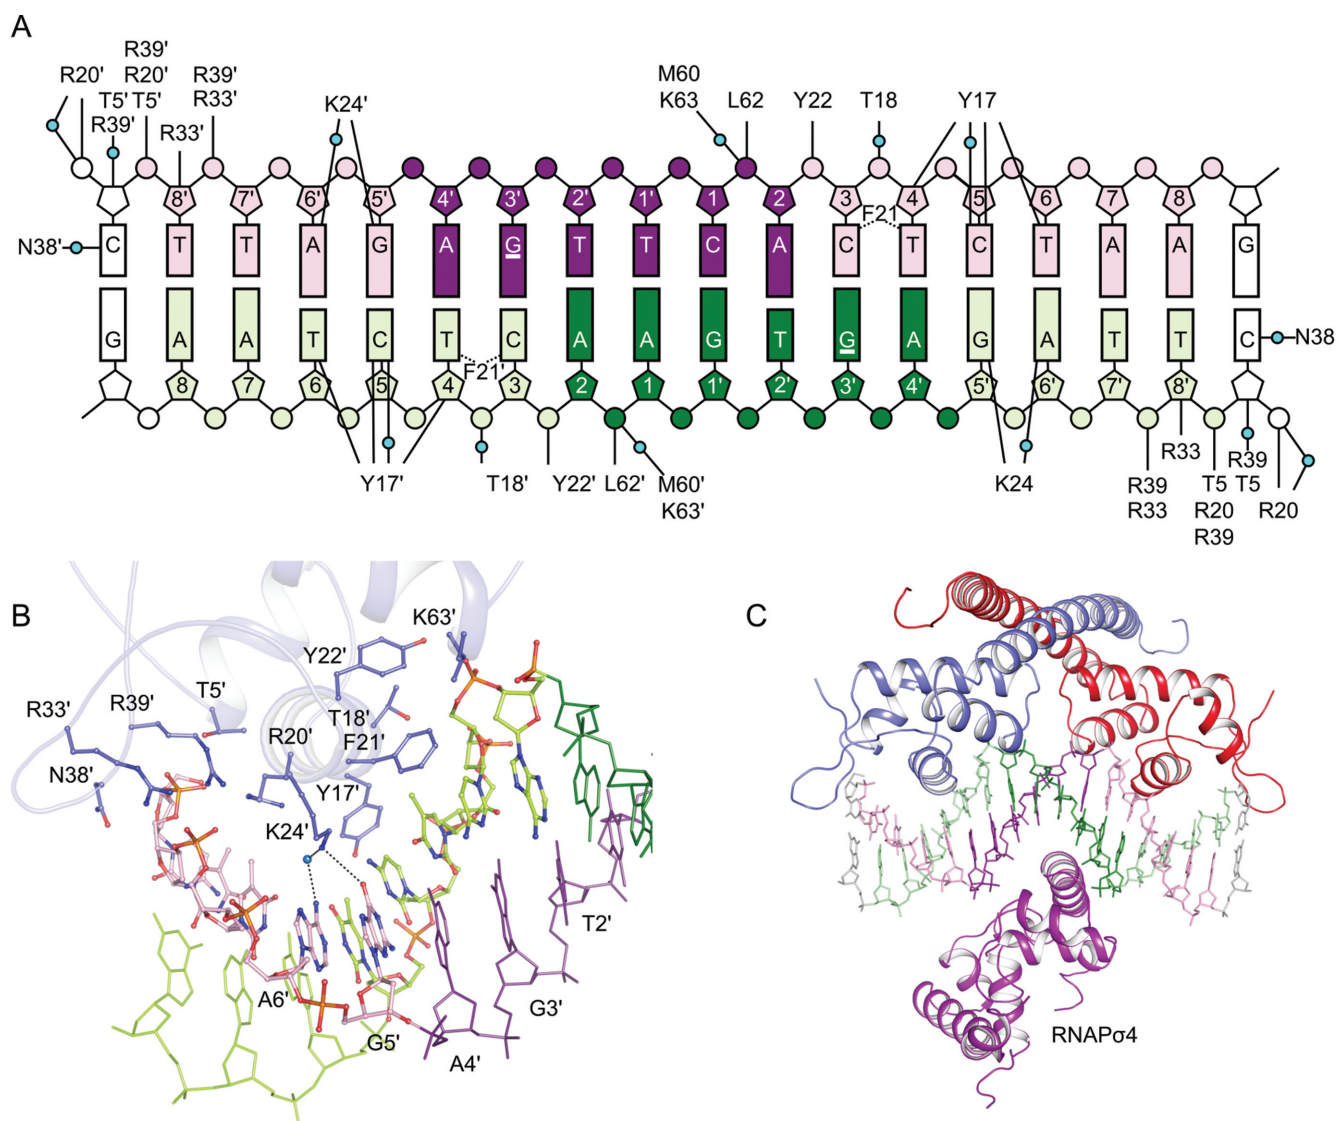 A
R39'
R20' R20' R39' M60
T5' T5' R33' K24' K63 L62 Y22 T18 Y17
R39' R33'
8' 7' 6' 5' 4' 3' 2' 1' 1 2 3 4 5 6 7 8
F21
N38' C T T A G A G T T C A C T C T A A G
G A A T C T C A A G T G A G A T T C N38
F21'
8 7 6 5 4 3 2 1 1' 2' 3' 4' 5' 6' 7' 8'
R33 R39
Y17' T18' Y22' L62' M60' K24 R39 T5 T5 R20
K63' R33 R20
R39
B
C
K63'
Y22'
T5'
R39'
R33'
T18'
R20' F21'
N38'
Y17'
K24'
T2'
A6'
G3'
G5'
A4'
RNAPσ4